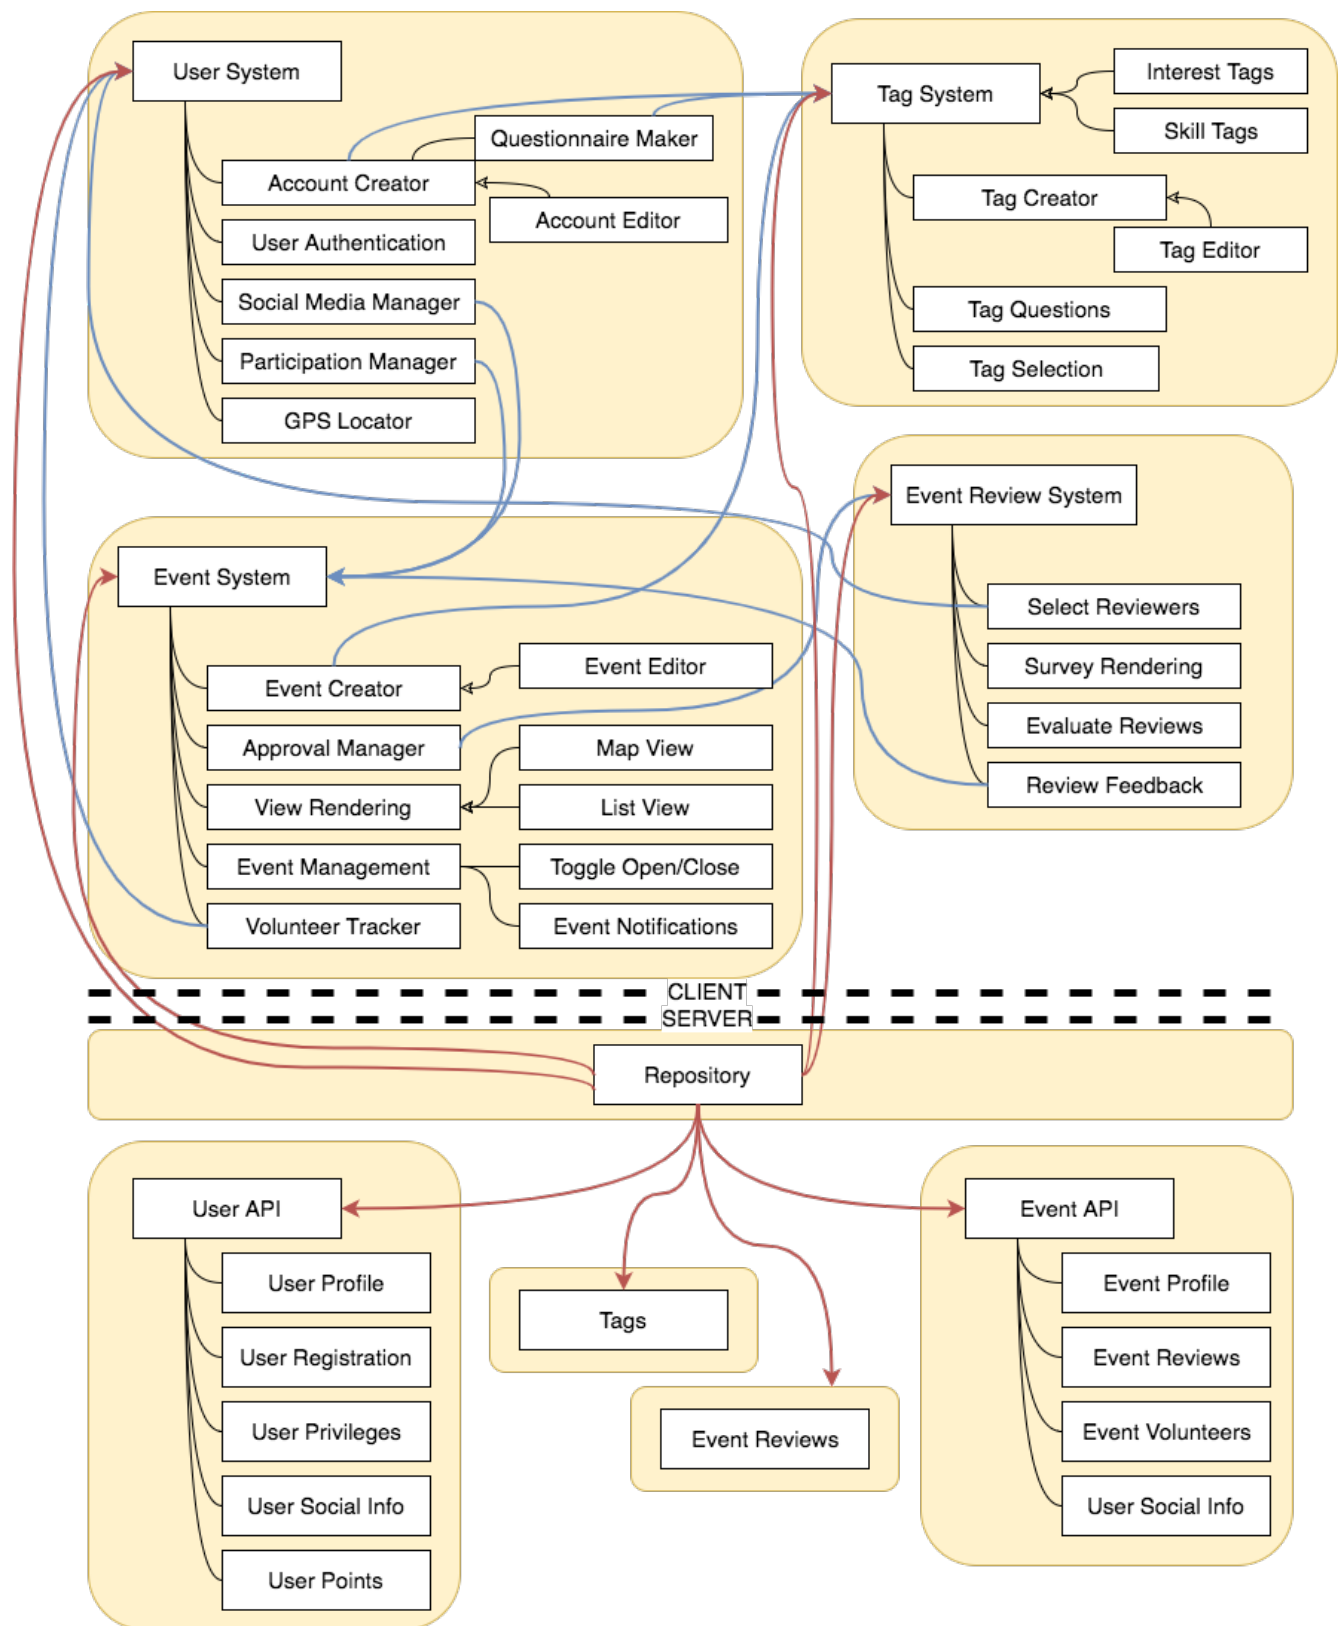 User System
Questionnaire Maker
Account Creator
Account Editor
User Authentication
Social Media Manager
Participation Manager
GPS Locator
Tag System
Interest Tags
Skill Tags
Tag Creator
Tag Editor
Tag Questions
Tag Selection
Event System
Event Creator
Event Editor
Approval Manager
Map View
View Rendering
List View
Event Management
Toggle Open/Close
Volunteer Tracker
Event Notifications
Event Review System
Select Reviewers
Survey Rendering
Evaluate Reviews
Review Feedback
CLIENT
SERVER
Repository
User API
User Profile
User Registration
User Privileges
User Social Info
User Points
Tags
Event Reviews
Event API
Event Profile
Event Reviews
Event Volunteers
User Social Info